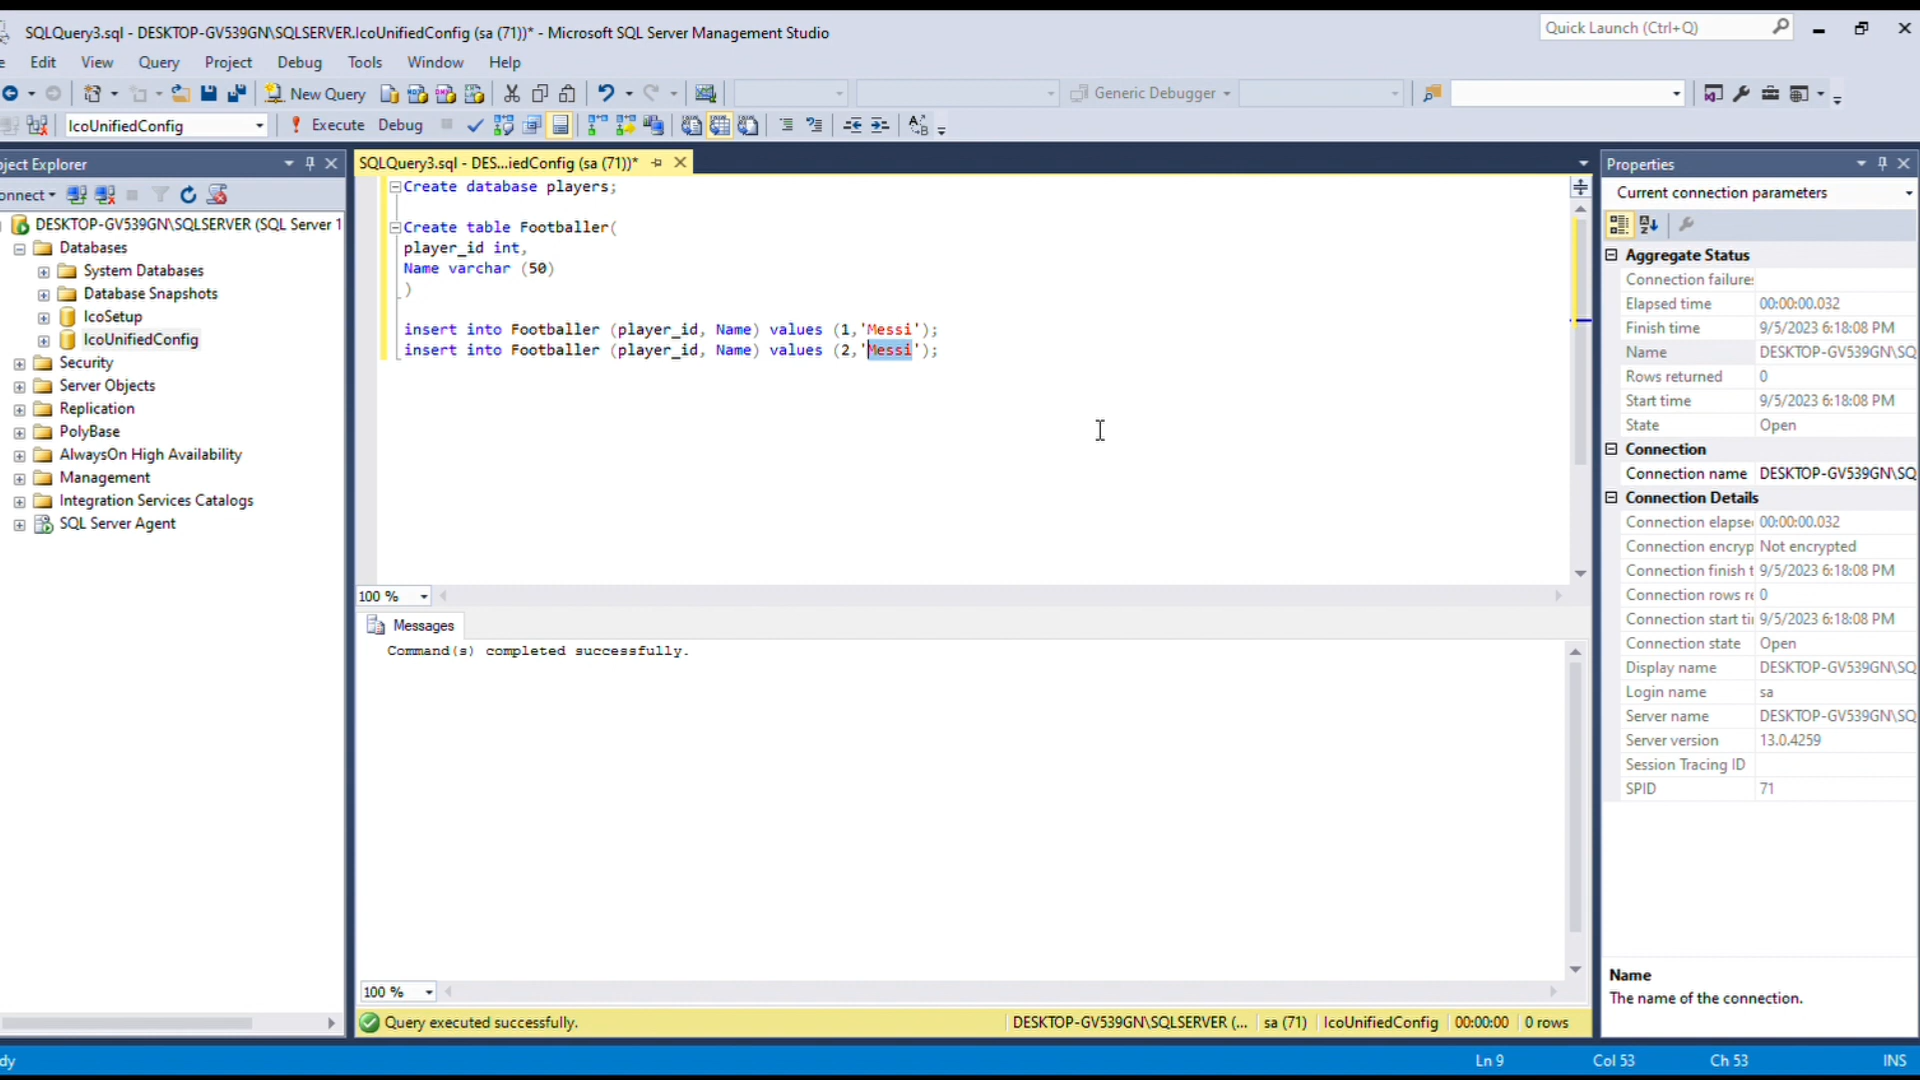 SQLQuery3.sql - DESKTOP-GV539GN\SQLSERVER.IcoUnifiedConfig (sa (71))* - Microsoft SQL Server Management Studio
Quick Launch (Ctrl+Q)
e Edit View Query Project Debug Tools Window Help
New Query
Generic Debugger
IcoUnifiedConfig
Execute Debug
ject Explorer
onnect
DESKTOP-GV539GN\SQLSERVER (SQL Server 1
Databases
System Databases
Database Snapshots
IcoSetup
IcoUnifiedConfig
Security
Server Objects
Replication
PolyBase
AlwaysOn High Availability
Management
Integration Services Catalogs
SQL Server Agent
SQLQuery3.sql - DES...iedConfig (sa (71))*
Create database players;
Create table Footballer(
player_id int,
Name varchar (50)
)
insert into Footballer (player_id, Name) values (1,'Messi');
insert into Footballer (player_id, Name) values (2,'Messi');
100 %
Messages
Command(s) completed successfully.
100 %
Query executed successfully.
DESKTOP-GV539GN\SQLSERVER (... sa (71) IcoUnifiedConfig 00:00:00 0 rows
Properties
Current connection parameters
Aggregate Status
Connection failures
Elapsed time 00:00:00.032
Finish time 9/5/2023 6:18:08 PM
Name DESKTOP-GV539GN\SQ
Rows returned 0
Start time 9/5/2023 6:18:08 PM
State Open
Connection
Connection name DESKTOP-GV539GN\SQ
Connection Details
Connection elapse 00:00:00.032
Connection encryp Not encrypted
Connection finish t 9/5/2023 6:18:08 PM
Connection rows re 0
Connection start ti 9/5/2023 6:18:08 PM
Connection state Open
Display name DESKTOP-GV539GN\SQ
Login name sa
Server name DESKTOP-GV539GN\SQ
Server version 13.0.4259
Session Tracing ID
SPID 71
Name
The name of the connection.
dy Ln 9 Col 53 Ch 53 INS